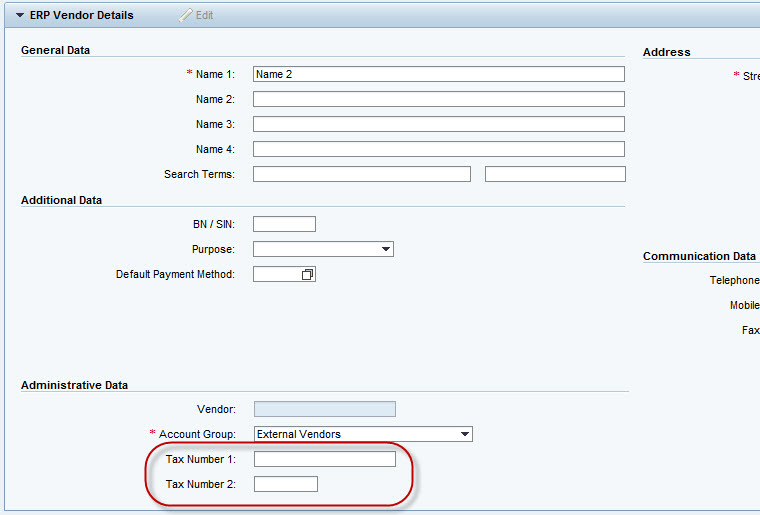 ERP Vendor Details Edit
General Data
* Name 1: Name 2
Name 2:
Name 3:
Name 4:
Search Terms:
Additional Data
BN / SIN:
Purpose:
Default Payment Method:
Administrative Data
Vendor:
* Account Group: External Vendors
Tax Number 1:
Tax Number 2:
Address
* Stre
Communication Data
Telephone
Mobile
Fax